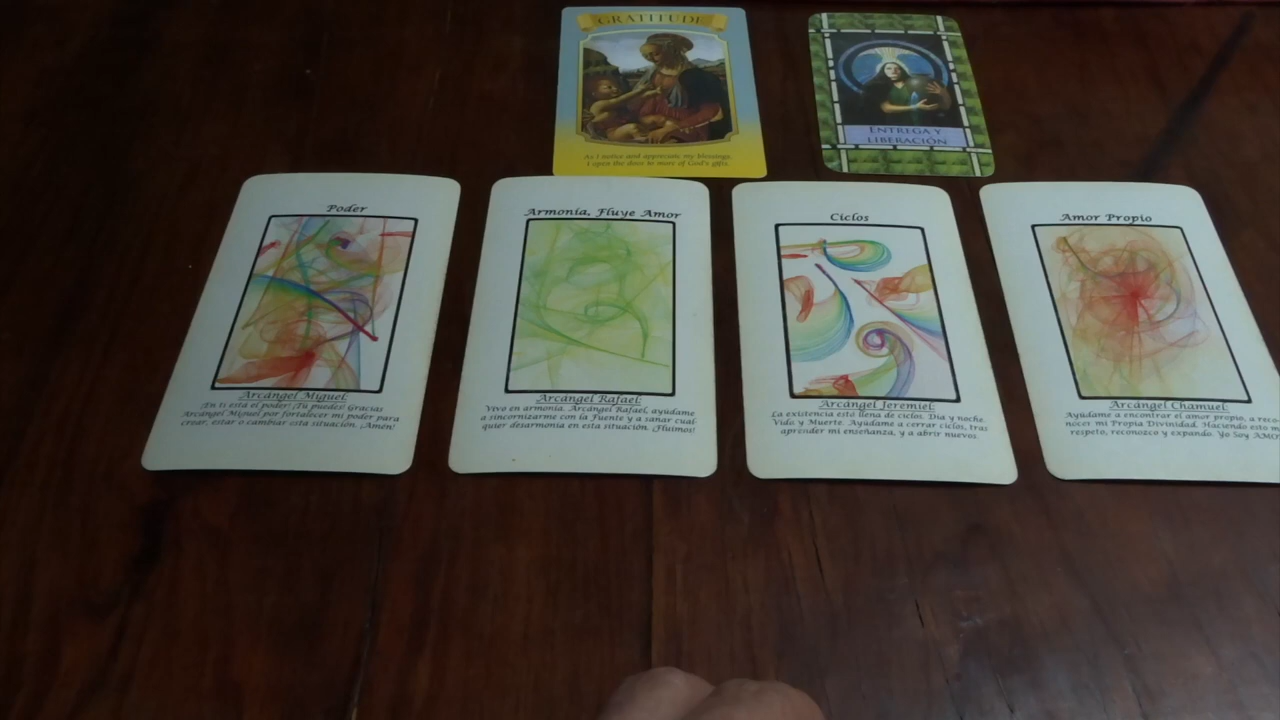 GRATITUDE
As I notice and appreciate my blessings,
I open the door to more of God's gifts.
ENTREGA Y
LIBERACIÓN
Poder
Arcángel Miguel:
¡En ti está el poder! ¡Tú puedes! Gracias
Arcángel Miguel por fortalecer mi poder para
crear, estar o cambiar esta situación. ¡Amén!
Armonía, Fluye Amor
Arcángel Rafael:
Vivo en armonía. Arcángel Rafael, ayúdame
a sincornizarme con la Fuente y a sanar cual-
quier desarmonía en esta situación. ¡Fluimos!
Ciclos
Arcángel Jeremiel:
La existencia está llena de ciclos. Día y noche.
Vida y Muerte. Ayúdame a cerrar ciclos, tras
aprender mi enseñanza, y a abrir nuevos.
Amor Propio
Arcángel Chamuel:
Ayúdame a encontrar el amor propio, a reco-
nocer mi Propia Divinidad. Haciendo esto m
respeto, reconozco y expando. Yo Soy AMO